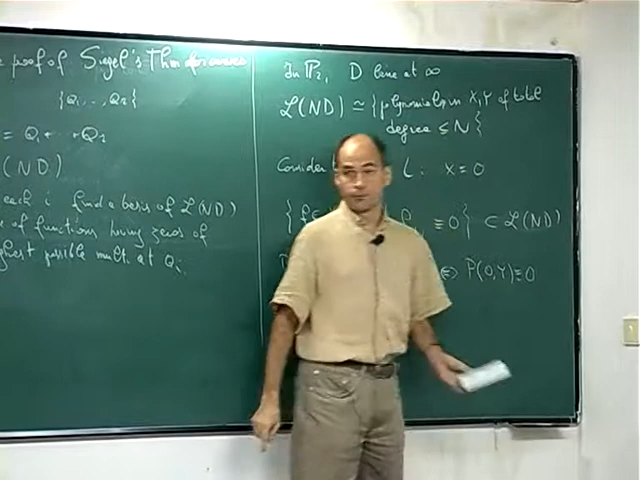 proof of Siegel's Thm for curves
{Q₁, ..., Q₂}
= Q₁ + ... + Q₂
(ND)
each i find a basis of L(ND)
of functions having zeros of
highest possible mult. at Qᵢ.
In P₂, D line at ∞
L(ND) ≃ {polynomials in X, Y of total
degree ≤ N}
Consider L : x = 0
{ f ≡ 0} ⊂ L(ND)
⟺ P(0,Y) ≡ 0